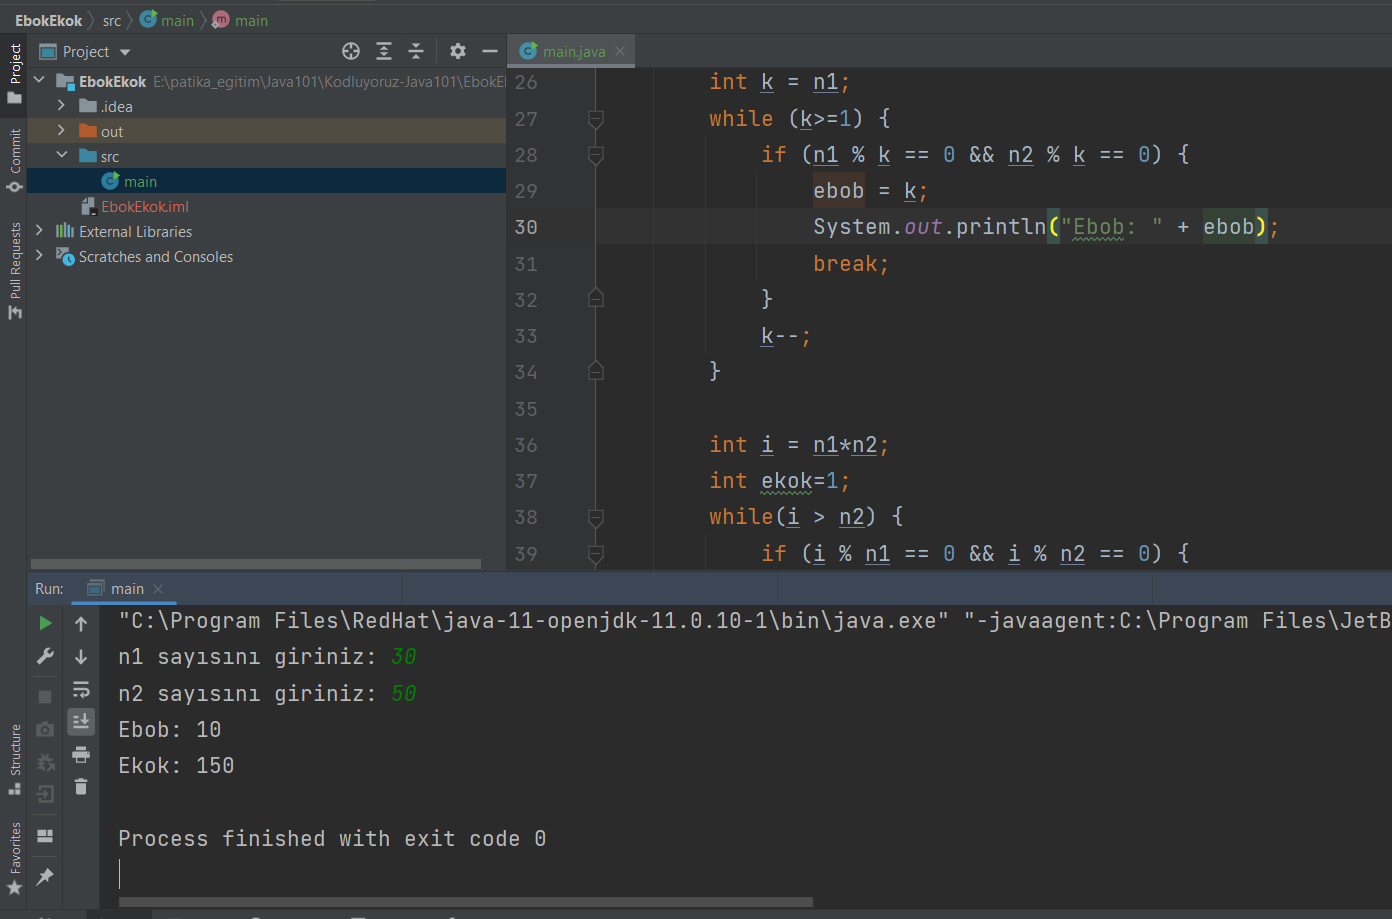 EbokEkok src main main
Project
main.java
Project
Commit
Pull Requests
Structure
Favorites
EbokEkok E:\patika_egitim\Java101\Kodluyoruz-Java101\EbokE
.idea
out
src
main
EbokEkok.iml
External Libraries
Scratches and Consoles
26 int k = n1;
27 while (k>=1) {
28 if (n1 % k == 0 && n2 % k == 0) {
29 ebob = k;
30 System.out.println("Ebob: " + ebob);
31 break;
32 }
33 k--;
34 }
35
36 int i = n1*n2;
37 int ekok=1;
38 while(i > n2) {
39 if (i % n1 == 0 && i % n2 == 0) {
Run: main
"C:\Program Files\RedHat\java-11-openjdk-11.0.10-1\bin\java.exe" "-javaagent:C:\Program Files\JetB
n1 sayısını giriniz: 30
n2 sayısını giriniz: 50
Ebob: 10
Ekok: 150
Process finished with exit code 0